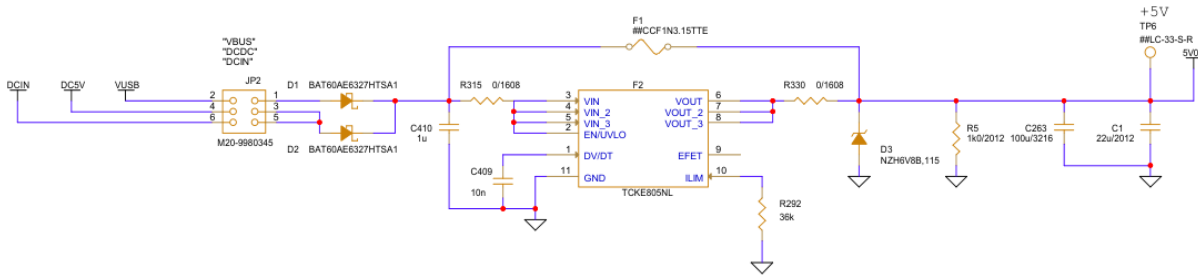 +5V
TP6
##LC-33-S-R
5V0
F1
##CCF1N3.15TTE
"VBUS"
"DCDC"
"DCIN"
JP2
DCIN
DC5V
VUSB
2
4
6
1
3
5
M20-9980345
D1
BAT60AE6327HTSA1
D2
BAT60AE6327HTSA1
R315
0/1608
C410
1u
C409
10n
F2
3
VIN
4
VIN_2
5
VIN_3
2
EN/UVLO
1
DV/DT
11
GND
VOUT
6
VOUT_2
7
VOUT_3
8
EFET
9
ILIM
10
TCKE805NL
R330
0/1608
R292
36k
D3
NZH6V8B,115
R5
1k0/2012
C263
100u/3216
C1
22u/2012